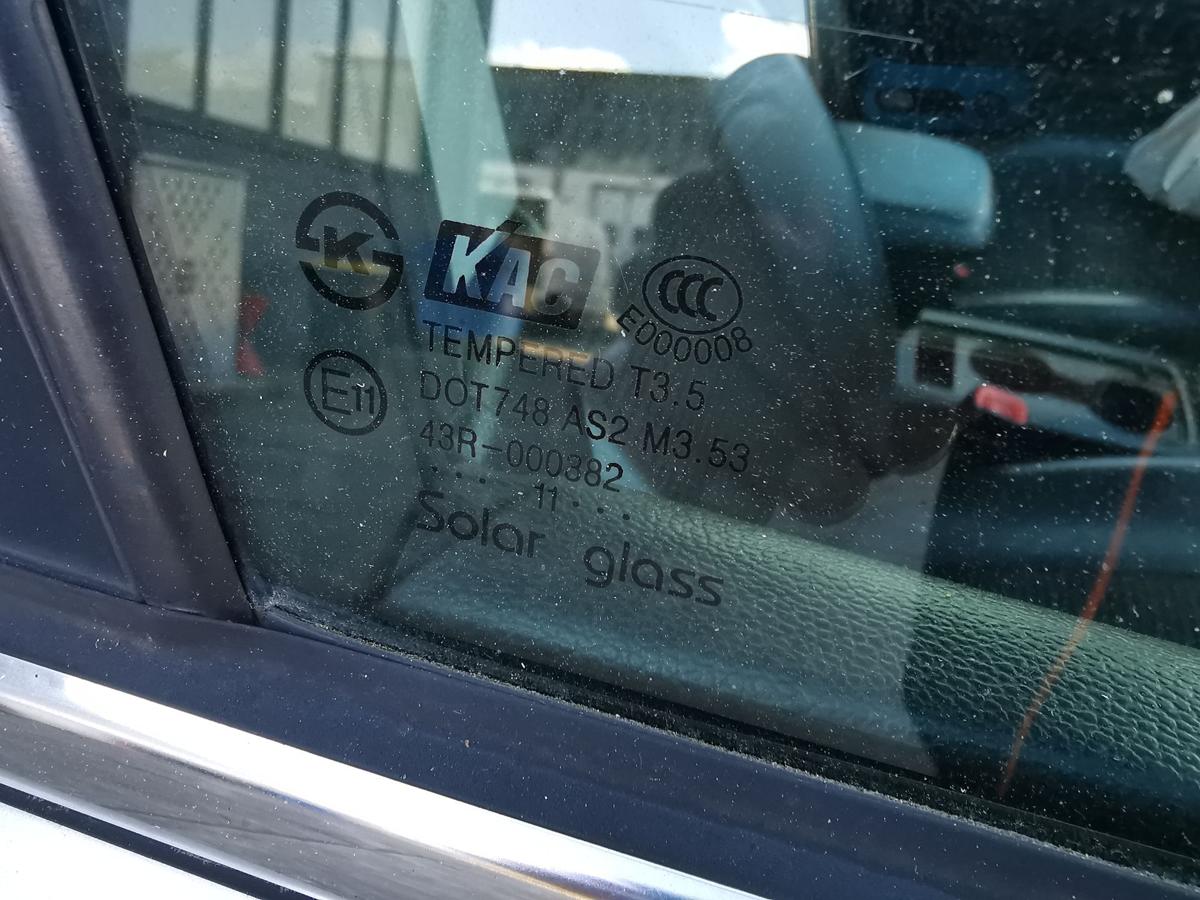 K
KAC
CCC
E000008
TEMPERED T3.5
E11
DOT748 AS2 M3.53
43R-000382
. . . 11 . . .
Solar glass